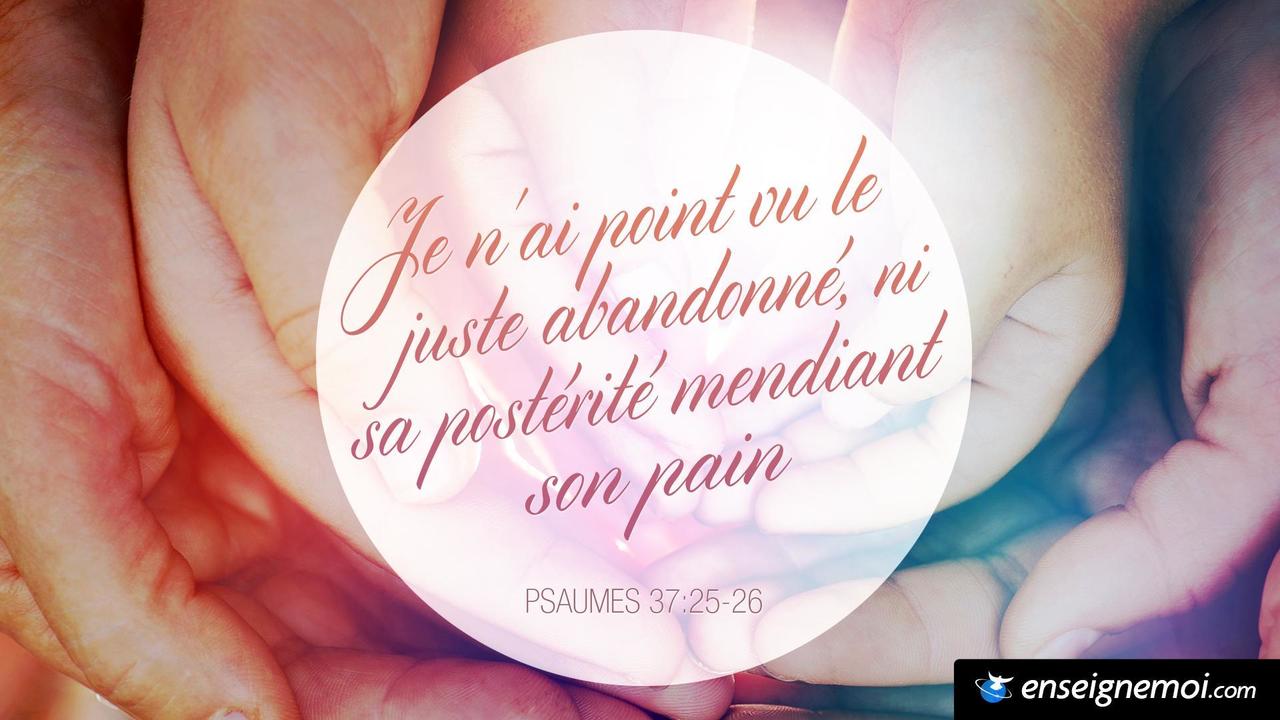 Je n'ai point vu le
juste abandonné, ni
sa postérité mendiant
son pain
PSAUMES 37:25-26
enseignemoi.com